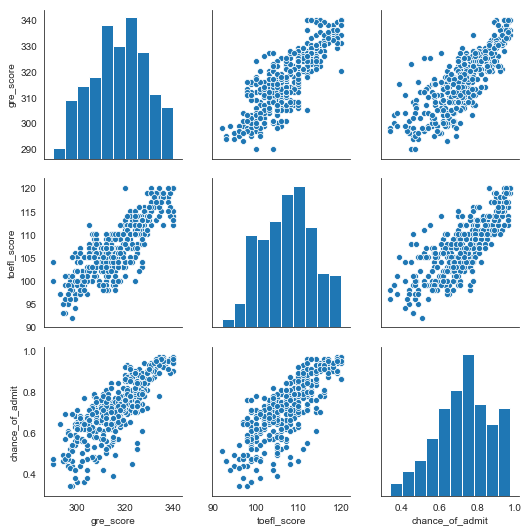 340
330
320
310
300
290
gre_score
120
115
110
105
100
95
90
toefl_score
1.0
0.8
0.6
0.4
chance_of_admit
300 320 340
gre_score
90 100 110 120
toefl_score
0.4 0.6 0.8 1.0
chance_of_admit